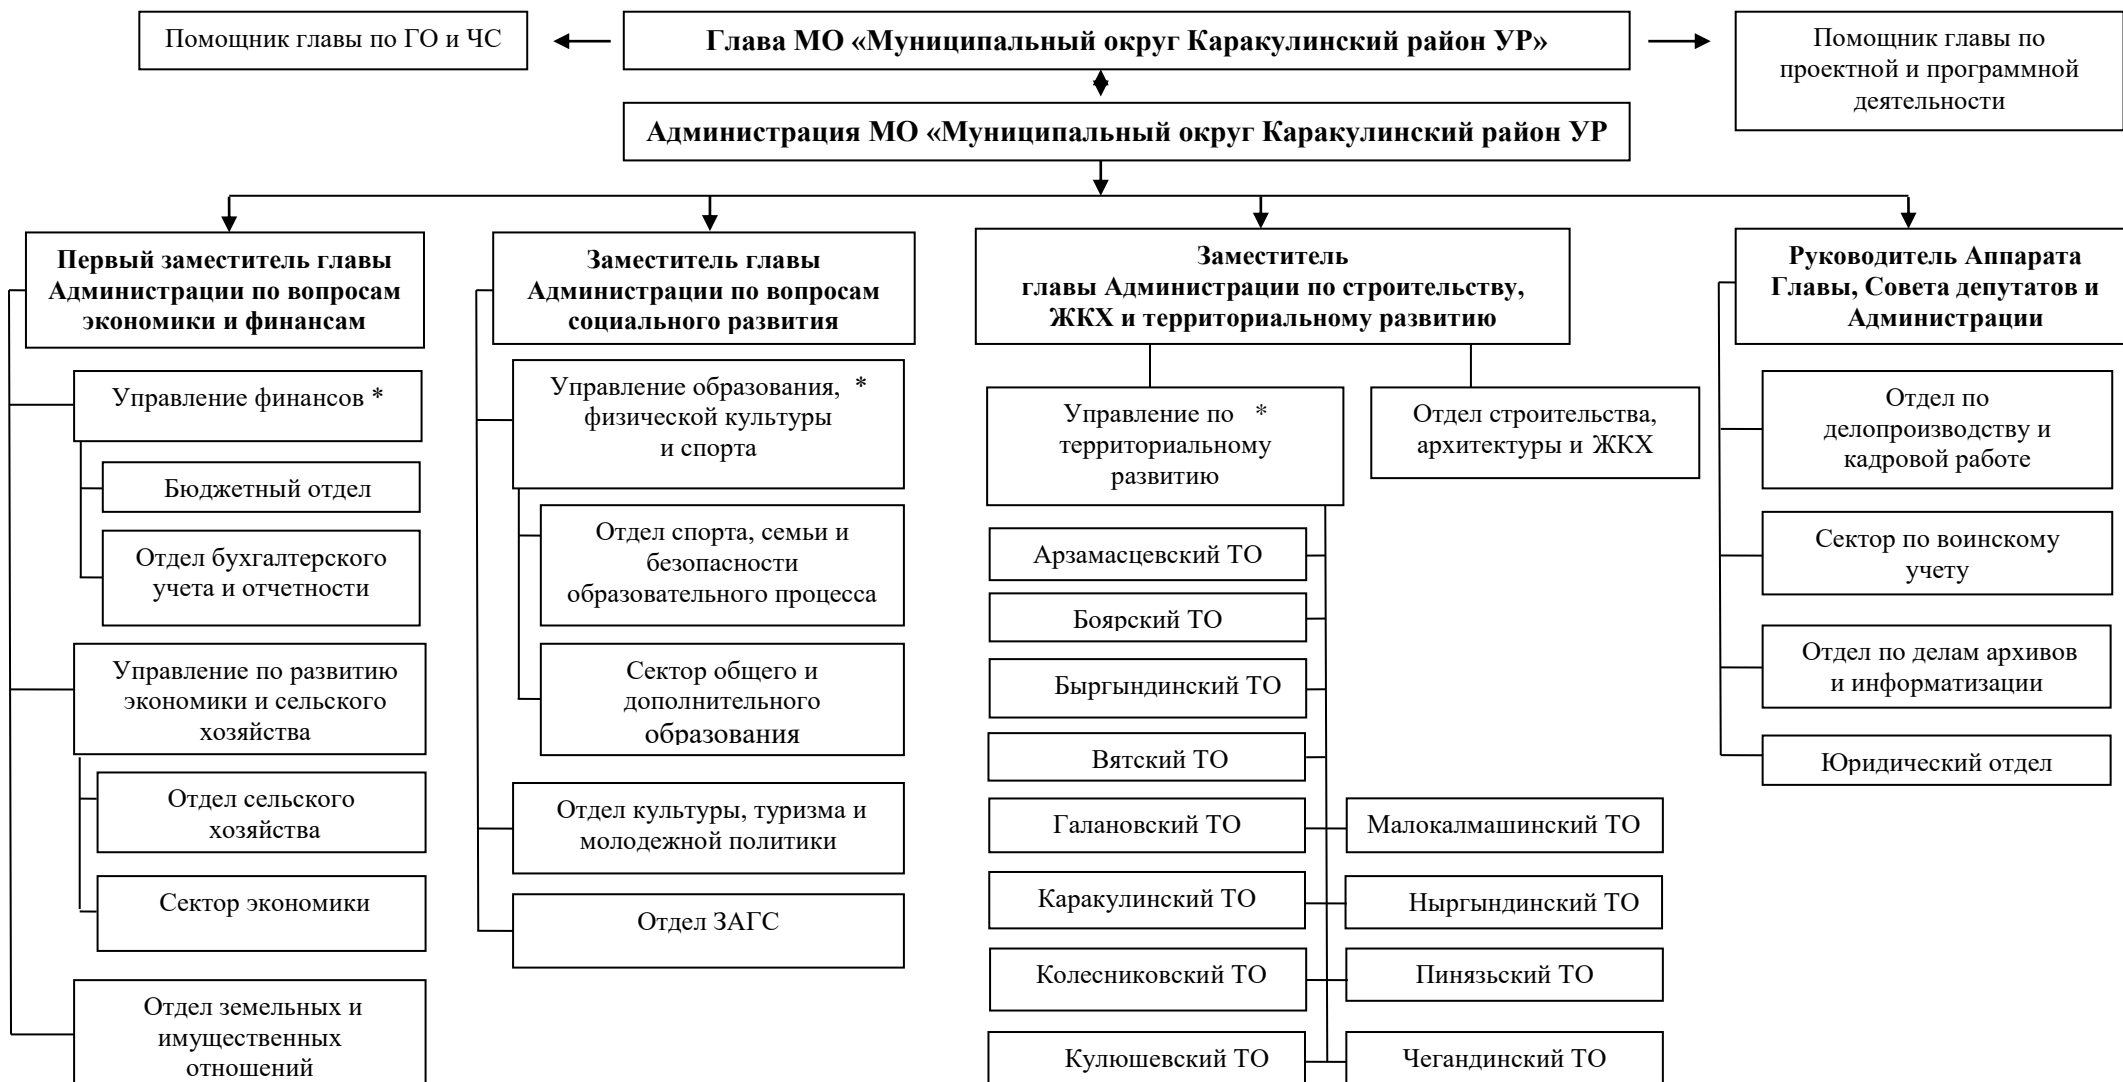 Помощник главы по ГО и ЧС
Глава МО «Муниципальный округ Каракулинский район УР»
Помощник главы по
проектной и программной
деятельности
Администрация МО «Муниципальный округ Каракулинский район УР
Первый заместитель главы
Администрации по вопросам
экономики и финансам
Управление финансов *
Бюджетный отдел
Отдел бухгалтерского
учета и отчетности
Управление по развитию
экономики и сельского
хозяйства
Отдел сельского
хозяйства
Сектор экономики
Отдел земельных и
имущественных
отношений
Заместитель главы
Администрации по вопросам
социального развития
Управление образования, *
физической культуры
и спорта
Отдел спорта, семьи и
безопасности
образовательного процесса
Сектор общего и
дополнительного
образования
Отдел культуры, туризма и
молодежной политики
Отдел ЗАГС
Заместитель
главы Администрации по строительству,
ЖКХ и территориальному развитию
Управление по *
территориальному
развитию
Отдел строительства,
архитектуры и ЖКХ
Арзамасцевский ТО
Боярский ТО
Быргындинский ТО
Вятский ТО
Галановский ТО
Малокалмашинский ТО
Каракулинский ТО
Ныргындинский ТО
Колесниковский ТО
Пинязьский ТО
Кулюшевский ТО
Чегандинский ТО
Руководитель Аппарата
Главы, Совета депутатов и
Администрации
Отдел по
делопроизводству и
кадровой работе
Сектор по воинскому
учету
Отдел по делам архивов
и информатизации
Юридический отдел